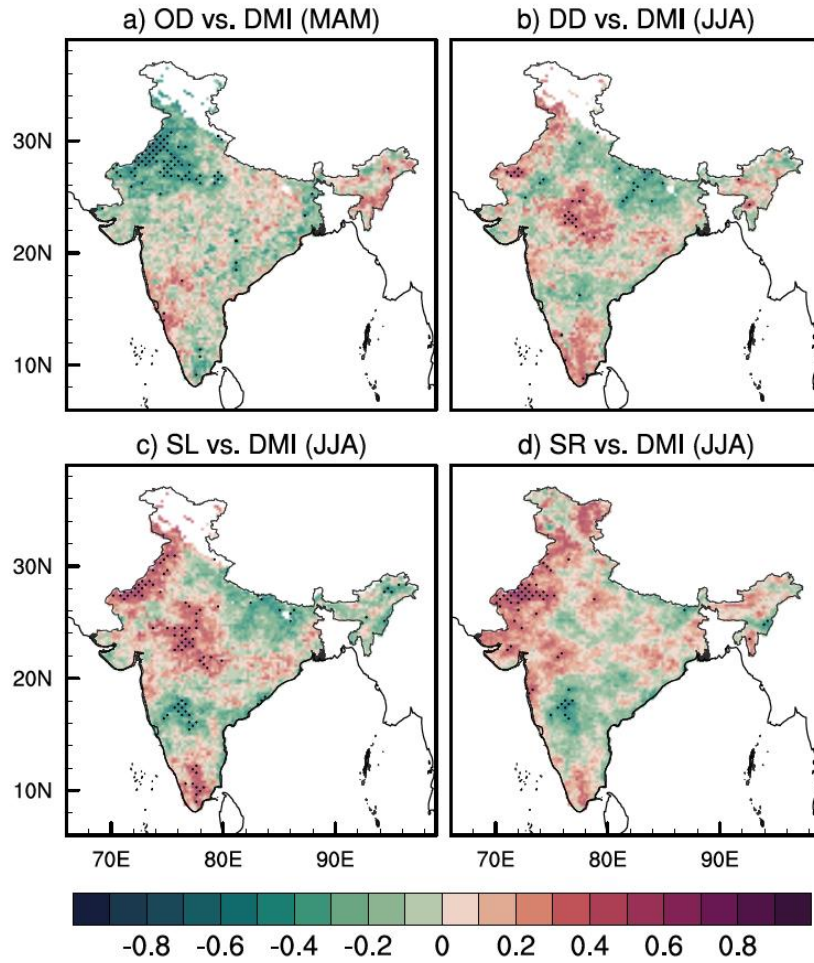 a) OD vs. DMI (MAM)
b) DD vs. DMI (JJA)
30N
20N
10N
c) SL vs. DMI (JJA)
d) SR vs. DMI (JJA)
30N
20N
10N
70E 80E 90E 70E 80E 90E
-0.8 -0.6 -0.4 -0.2 0 0.2 0.4 0.6 0.8